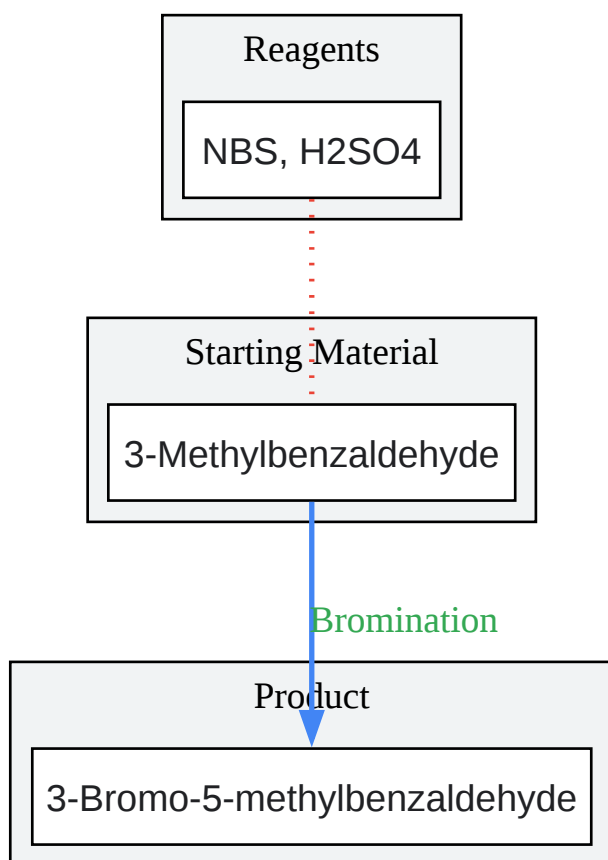 Reagents
NBS, H2SO4
Starting Material
3-Methylbenzaldehyde
Bromination
Product
3-Bromo-5-methylbenzaldehyde